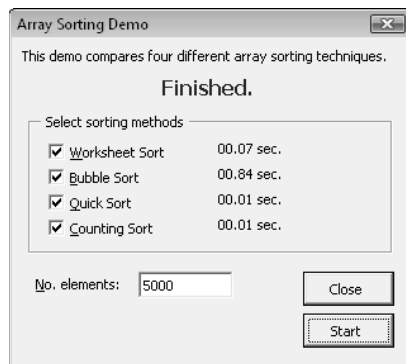 Array Sorting Demo
This demo compares four different array sorting techniques.
Finished.
Select sorting methods
Worksheet Sort 00.07 sec.
Bubble Sort 00.84 sec.
Quick Sort 00.01 sec.
Counting Sort 00.01 sec.
No. elements: 5000
Close
Start